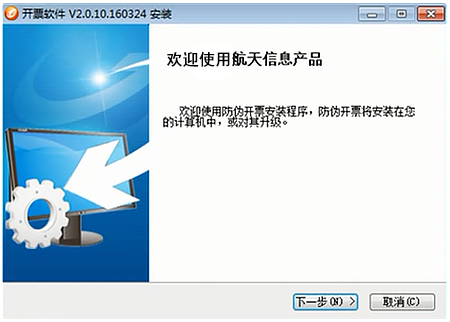 开票软件 V2.0.10.160324 安装
欢迎使用航天信息产品
欢迎使用防伪开票安装程序，防伪开票将安装在您
的计算机中，或对其升级。
下一步(N) > 取消(C)